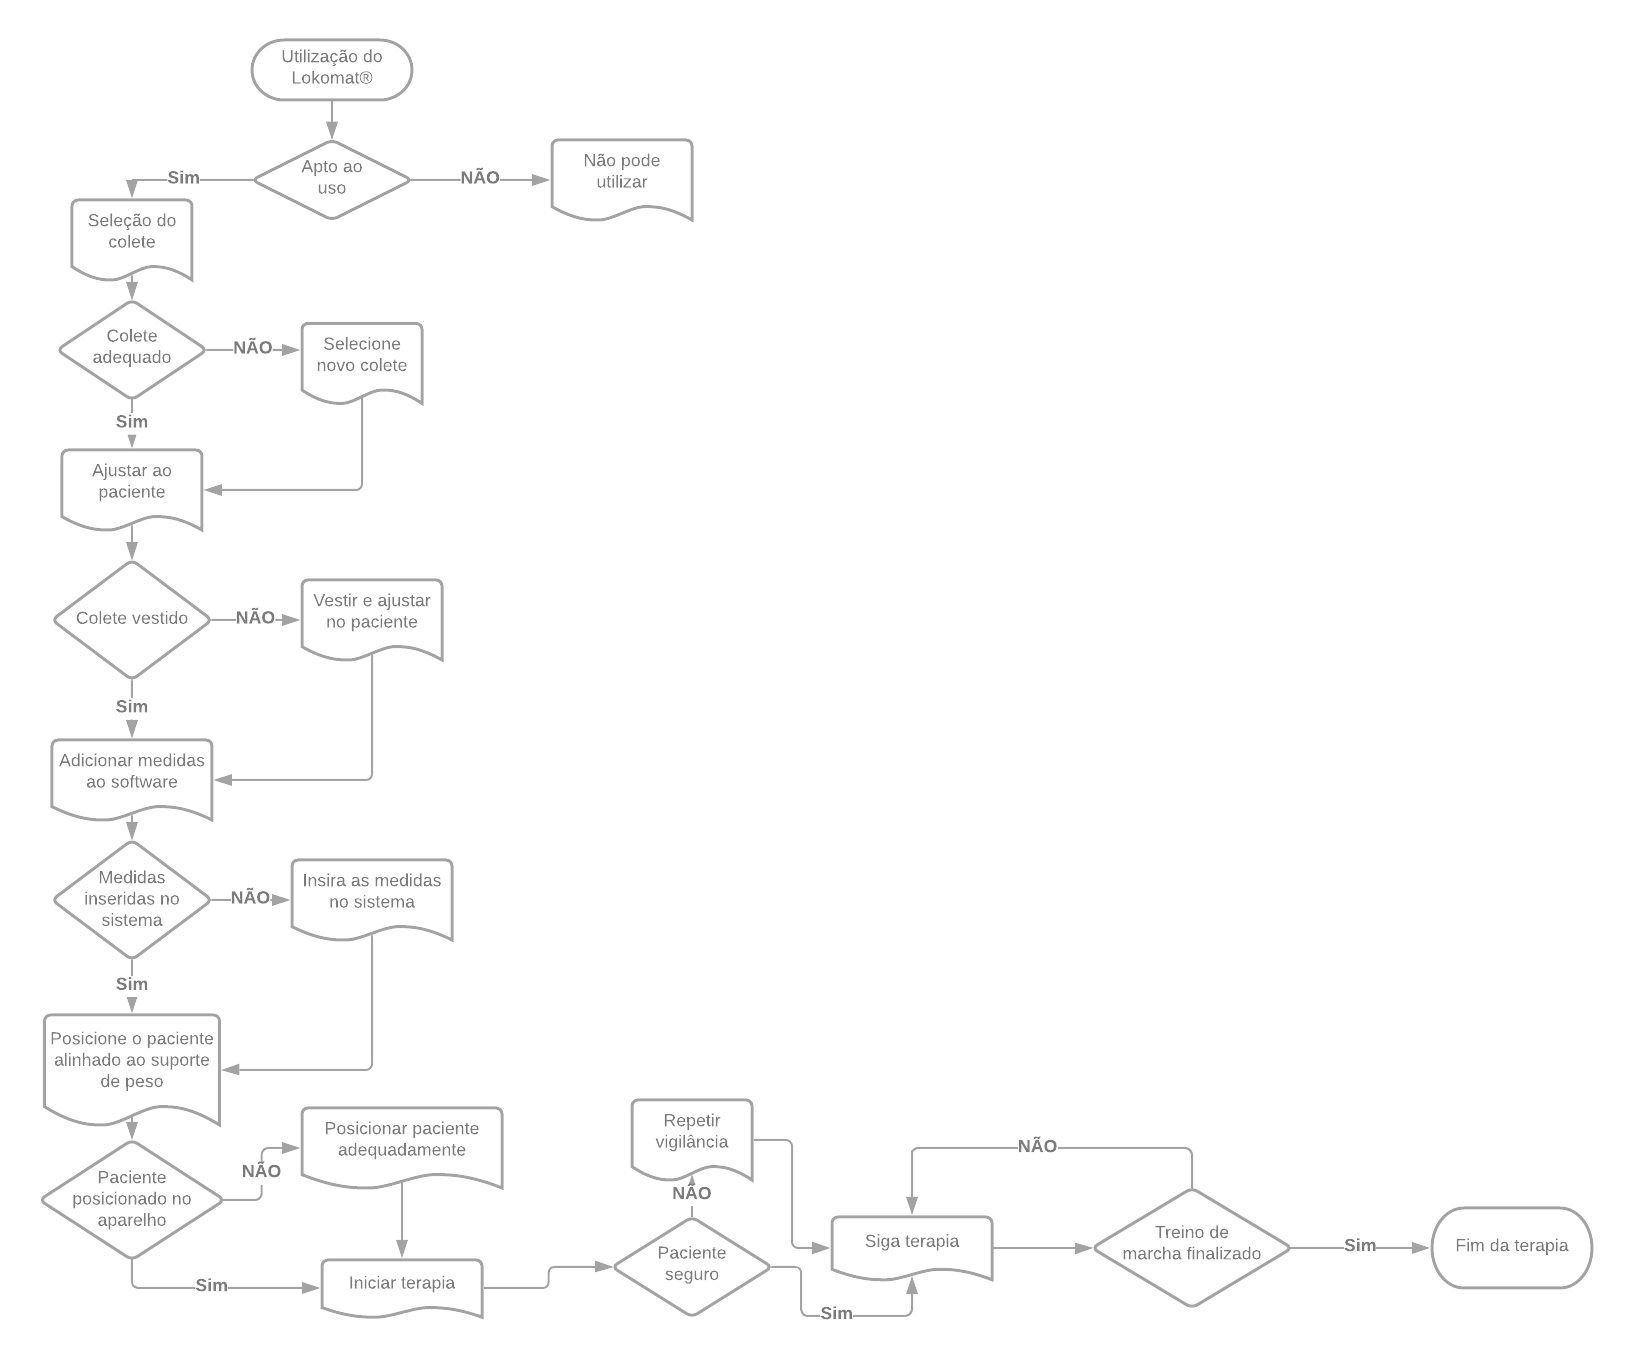 Utilização do
Lokomat®
Apto ao
uso
Sim
NÃO
Não pode
utilizar
Seleção do
colete
Colete
adequado
NÃO
Selecione
novo colete
Sim
Ajustar ao
paciente
Colete vestido
NÃO
Vestir e ajustar
no paciente
Sim
Adicionar medidas
ao software
Medidas
inseridas no
sistema
NÃO
Insira as medidas
no sistema
Sim
Posicione o paciente
alinhado ao suporte
de peso
Paciente
posicionado no
aparelho
NÃO
Posicionar paciente
adequadamente
Sim
Iniciar terapia
Paciente
seguro
NÃO
Repetir
vigilância
Sim
Siga terapia
NÃO
Treino de
marcha finalizado
Sim
Fim da terapia